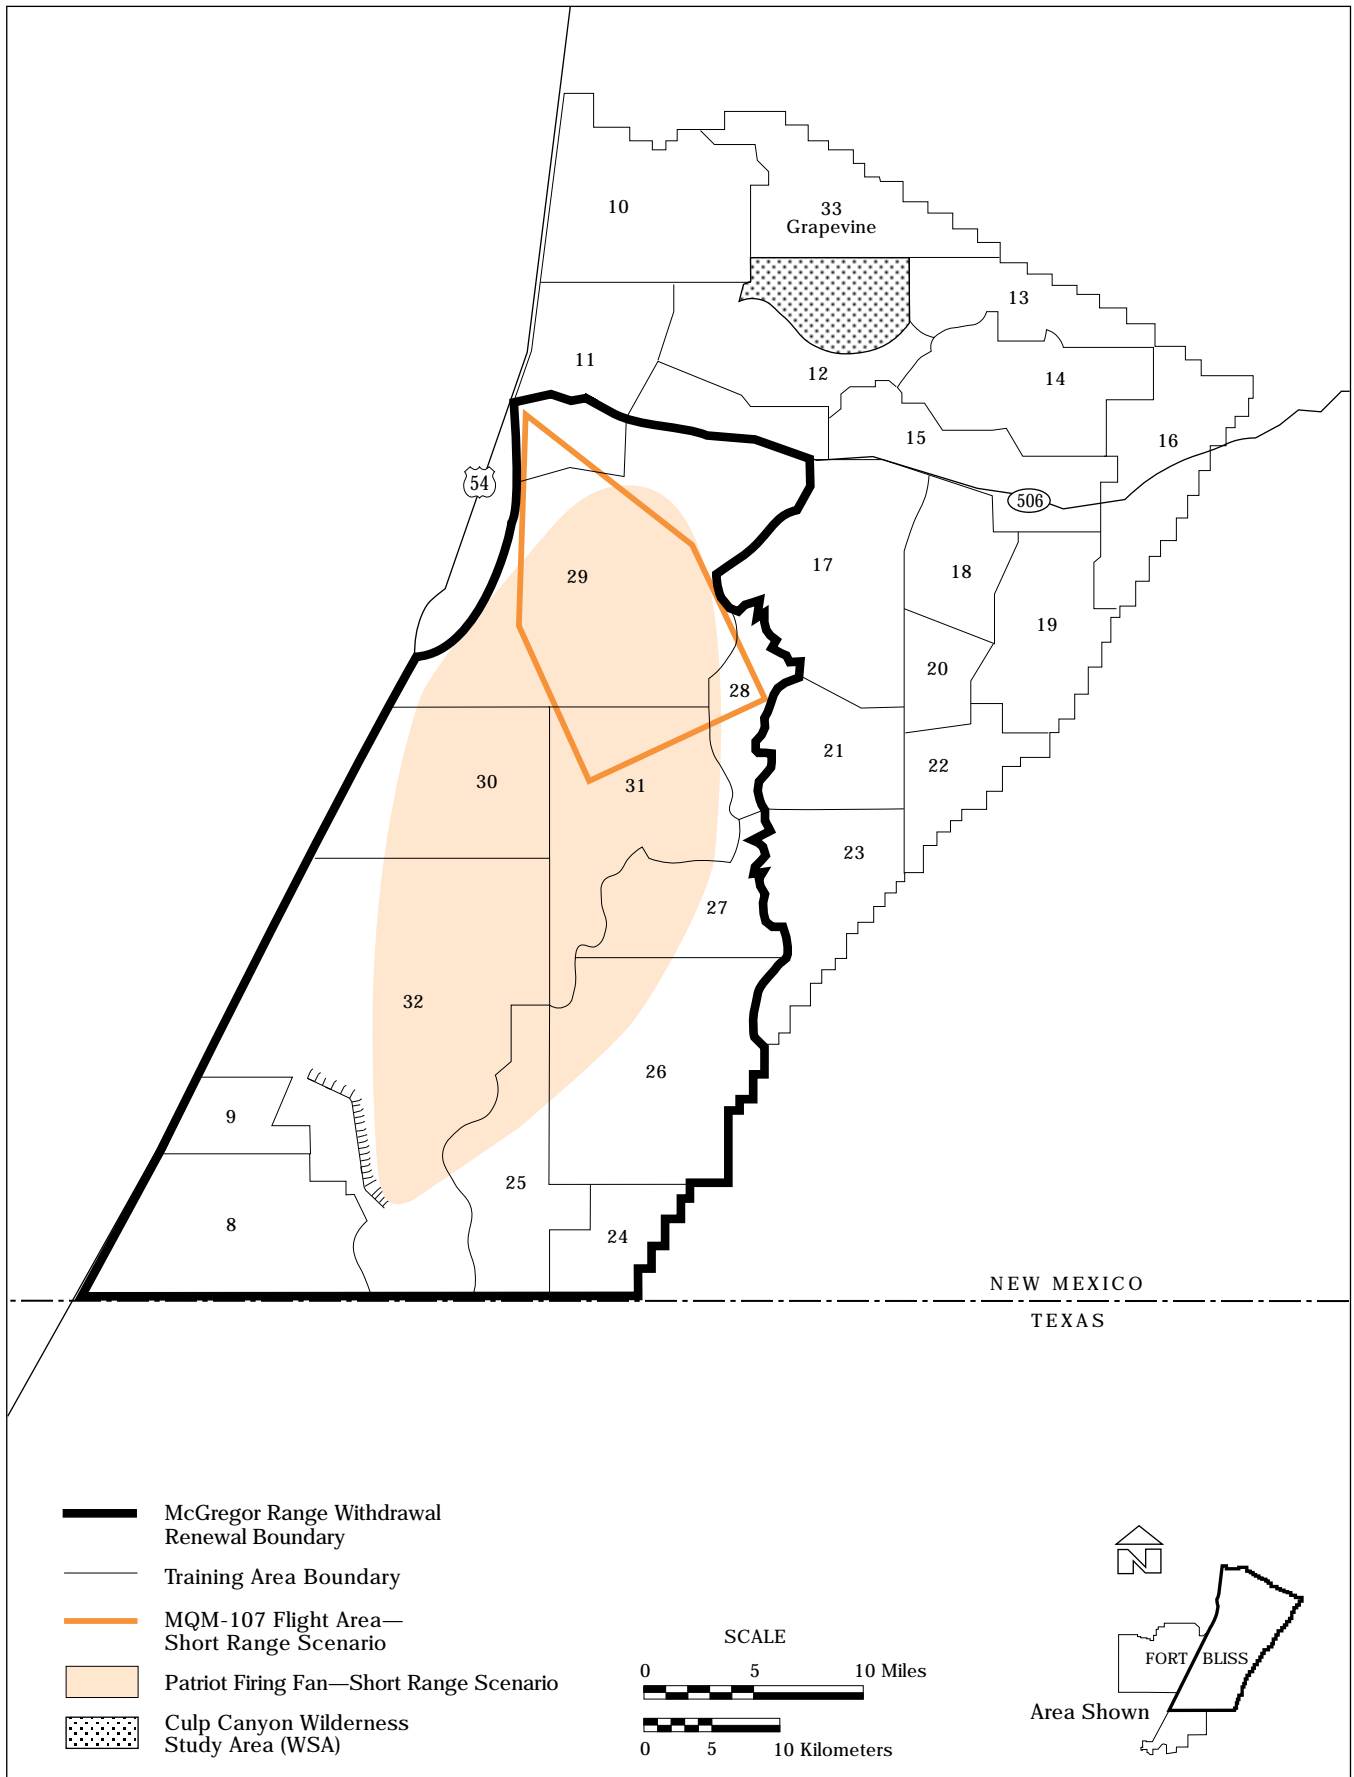 10
33
Grapevine
13
11
12
14
15
16
54
506
17
29
18
19
20
28
21
22
30
31
23
27
32
26
9
25
8
24
NEW MEXICO
TEXAS
McGregor Range Withdrawal
Renewal Boundary
Training Area Boundary
MQM-107 Flight Area—
Short Range Scenario
Patriot Firing Fan—Short Range Scenario
Culp Canyon Wilderness
Study Area (WSA)
SCALE
0 5 10 Miles
0 5 10 Kilometers
N
FORT BLISS
Area Shown